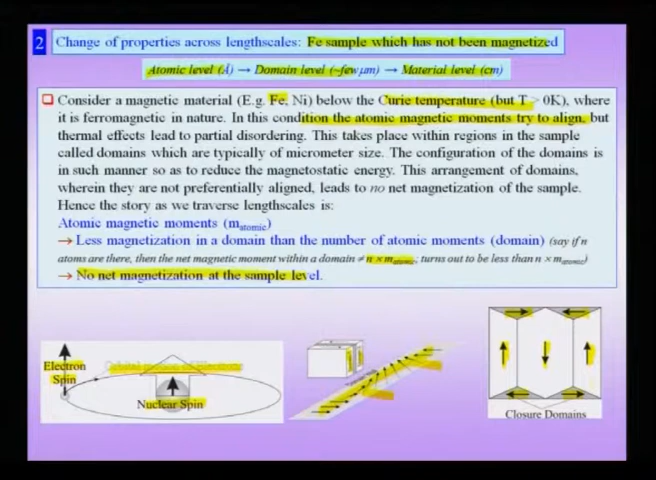 2 Change of properties across lengthscales: Fe sample which has not been magnetized
Atomic level (Å) → Domain level (~few μm) → Material level (cm)
Consider a magnetic material (E.g. Fe, Ni) below the Curie temperature (but T > 0K), where
it is ferromagnetic in nature. In this condition the atomic magnetic moments try to align, but
thermal effects lead to partial disordering. This takes place within regions in the sample
called domains which are typically of micrometer size. The configuration of the domains is
in such manner so as to reduce the magnetostatic energy. This arrangement of domains,
wherein they are not preferentially aligned, leads to no net magnetization of the sample.
Hence the story as we traverse lengthscales is:
Atomic magnetic moments (m_atomic)
→ Less magnetization in a domain than the number of atomic moments (domain) (say if n
atoms are there, then the net magnetic moment within a domain ≠ n × m_atomic; turns out to be less than n × m_atomic)
→ No net magnetization at the sample level.
Electron
Spin
Orbital motion of electrons
Nuclear Spin
Closure Domains